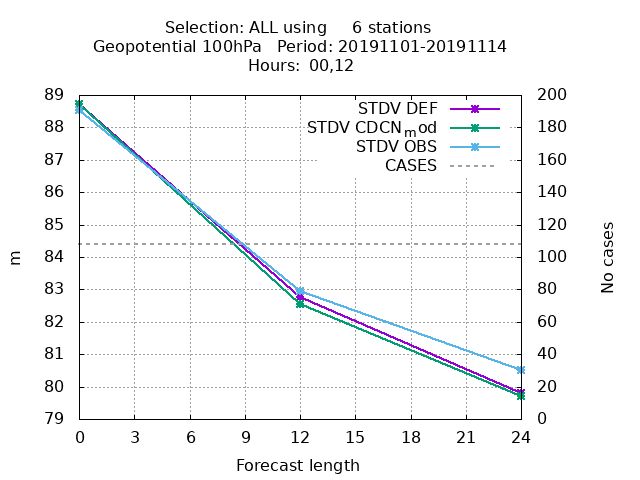 Selection: ALL using     6 stations
Geopotential 100hPa   Period: 20191101-20191114
Hours: 00,12
89 200
STDV DEF
88 180
STDV CDCNmod
STDV OBS
87 160
CASES
86 140
85 120
84 100
83 80
82 60
81 40
80 20
79 0
m
No cases
0 3 6 9 12 15 18 21 24
Forecast length